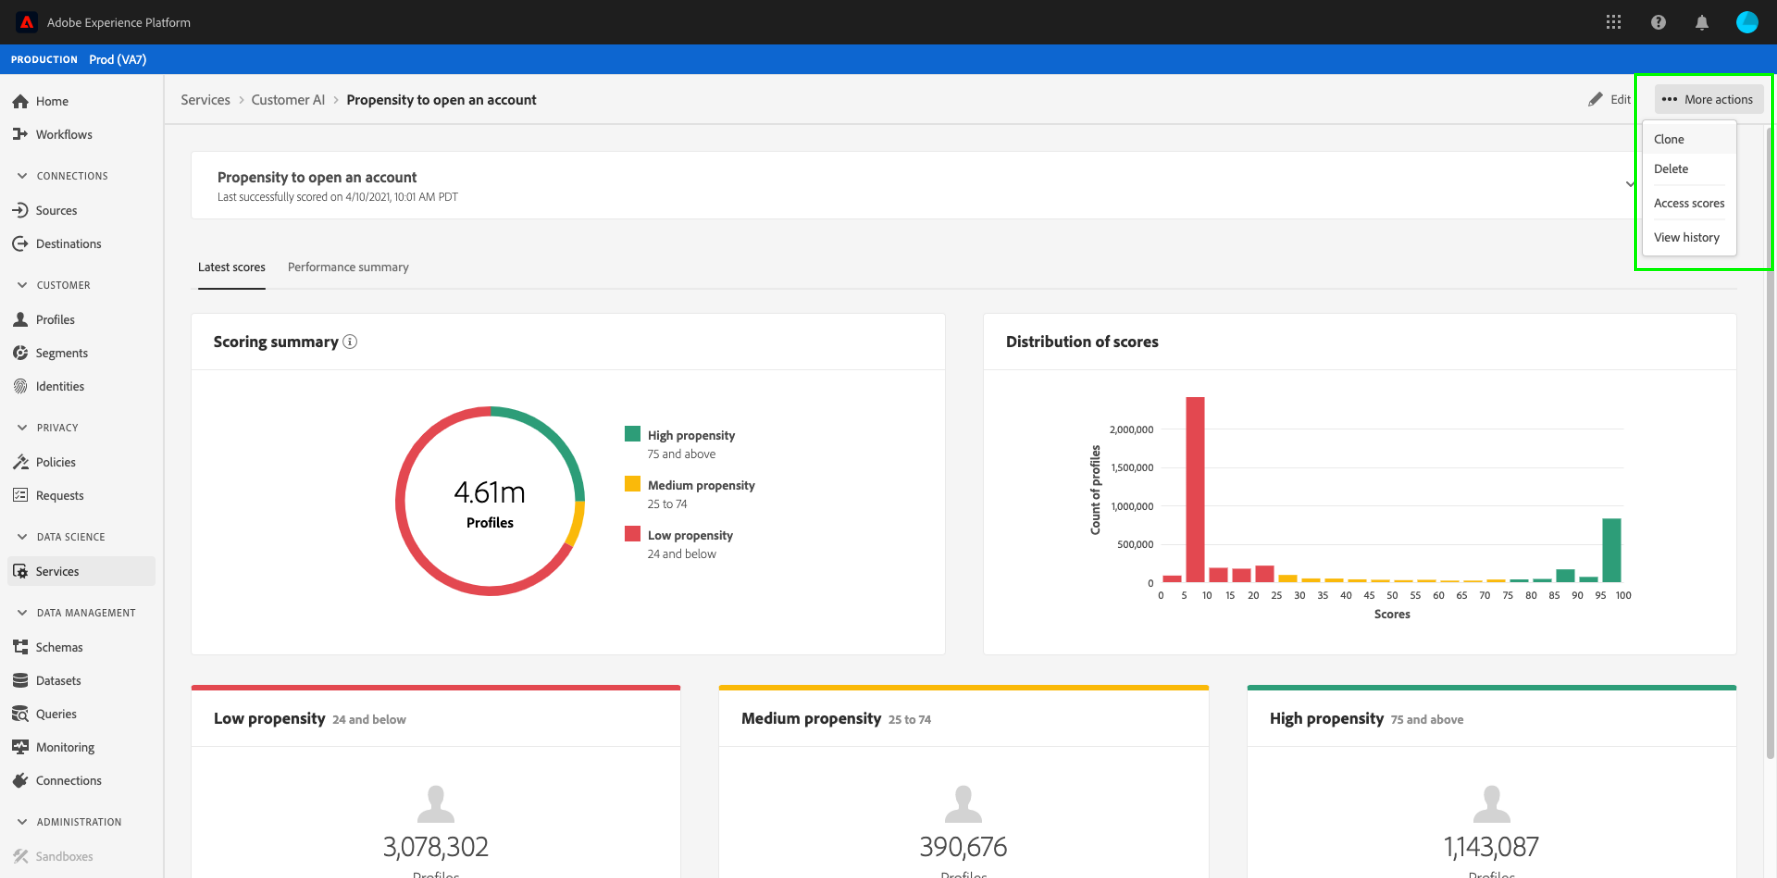 Adobe Experience Platform
PRODUCTION Prod (VA7)
Home
Workflows
CONNECTIONS
Sources
Destinations
CUSTOMER
Profiles
Segments
Identities
PRIVACY
Policies
Requests
DATA SCIENCE
Services
DATA MANAGEMENT
Schemas
Datasets
Queries
Monitoring
Connections
ADMINISTRATION
Sandboxes
Services > Customer AI > Propensity to open an account
Edit
••• More actions
Clone
Delete
Access scores
View history
Propensity to open an account
Last successfully scored on 4/10/2021, 10:01 AM PDT
Latest scores Performance summary
Scoring summary
4.61m
Profiles
High propensity
75 and above
Medium propensity
25 to 74
Low propensity
24 and below
Distribution of scores
Count of profiles
2,000,000
1,500,000
1,000,000
500,000
0
0 5 10 15 20 25 30 35 40 45 50 55 60 65 70 75 80 85 90 95 100
Scores
Low propensity 24 and below
3,078,302
Profiles
Medium propensity 25 to 74
390,676
Profiles
High propensity 75 and above
1,143,087
Profiles